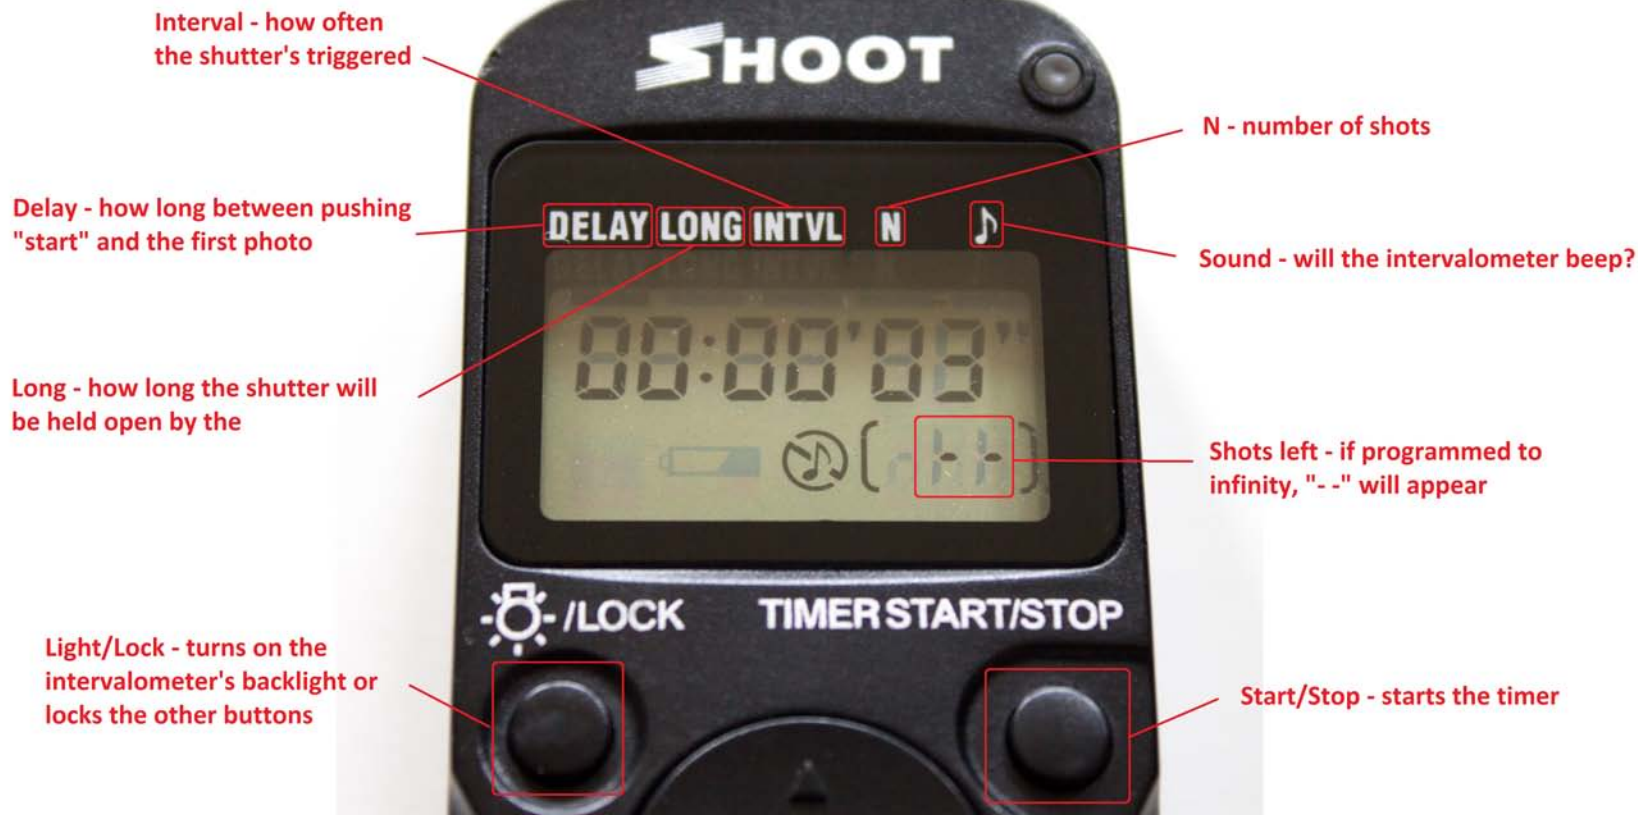 Interval - how often
the shutter's triggered
SHOOT
N - number of shots
Delay - how long between pushing
"start" and the first photo
DELAY LONG INTVL N ♪
Sound - will the intervalometer beep?
00:00'03"
Long - how long the shutter will
be held open by the
(- -)
Shots left - if programmed to
infinity, "- -" will appear
/LOCK
TIMER START/STOP
Light/Lock - turns on the
intervalometer's backlight or
locks the other buttons
Start/Stop - starts the timer